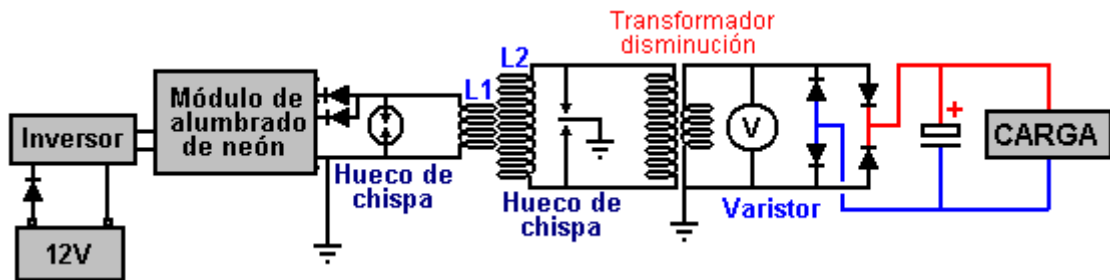 Transformador
disminución
L2
L1
Módulo de
alumbrado
de neón
Inversor
V
+
CARGA
Hueco de
chispa
Hueco de
chispa
Varistor
12V